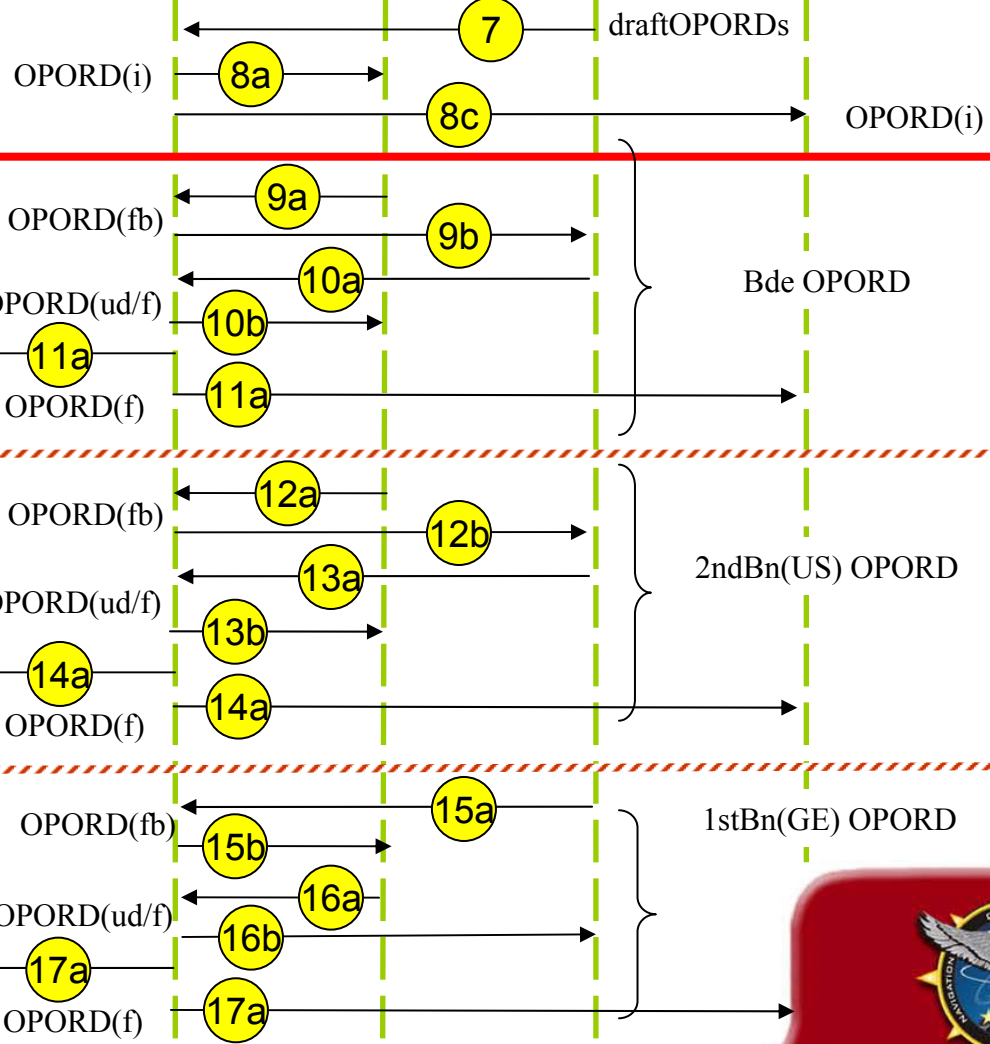 7 draftOPORDs
OPORD(i) 8a
8c OPORD(i)
9a
OPORD(fb) 9b
10a Bde OPORD
OPORD(ud/f) 10b
11a
OPORD(f) 11a
12a
OPORD(fb) 12b
13a 2ndBn(US) OPORD
OPORD(ud/f) 13b
14a
OPORD(f) 14a
15a 1stBn(GE) OPORD
OPORD(fb) 15b
16a
OPORD(ud/f) 16b
17a
OPORD(f) 17a
NAVIGATION